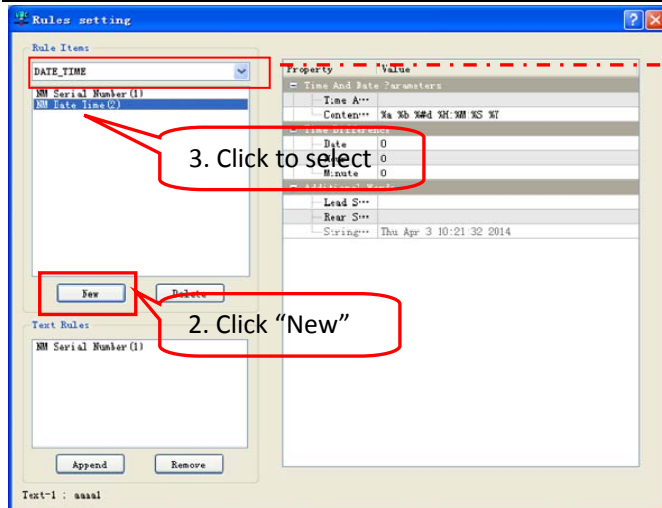 Rules setting
Rule Items
DATE_TIME
NM Serial Number(1)
NM Date Time(2)
3. Click to select
New
Delete
2. Click “New”
Text Rules
NM Serial Number(1)
Append
Remove
Text-1 : aaaa1
Property Value
Time And Date Parameters
Time A...
Conten... %a %b %#d %H:%M %S %Y
Time Difference
Date 0
0
Minute 0
Lead S...
Rear S...
String... Thu Apr 3 10:21:32 2014